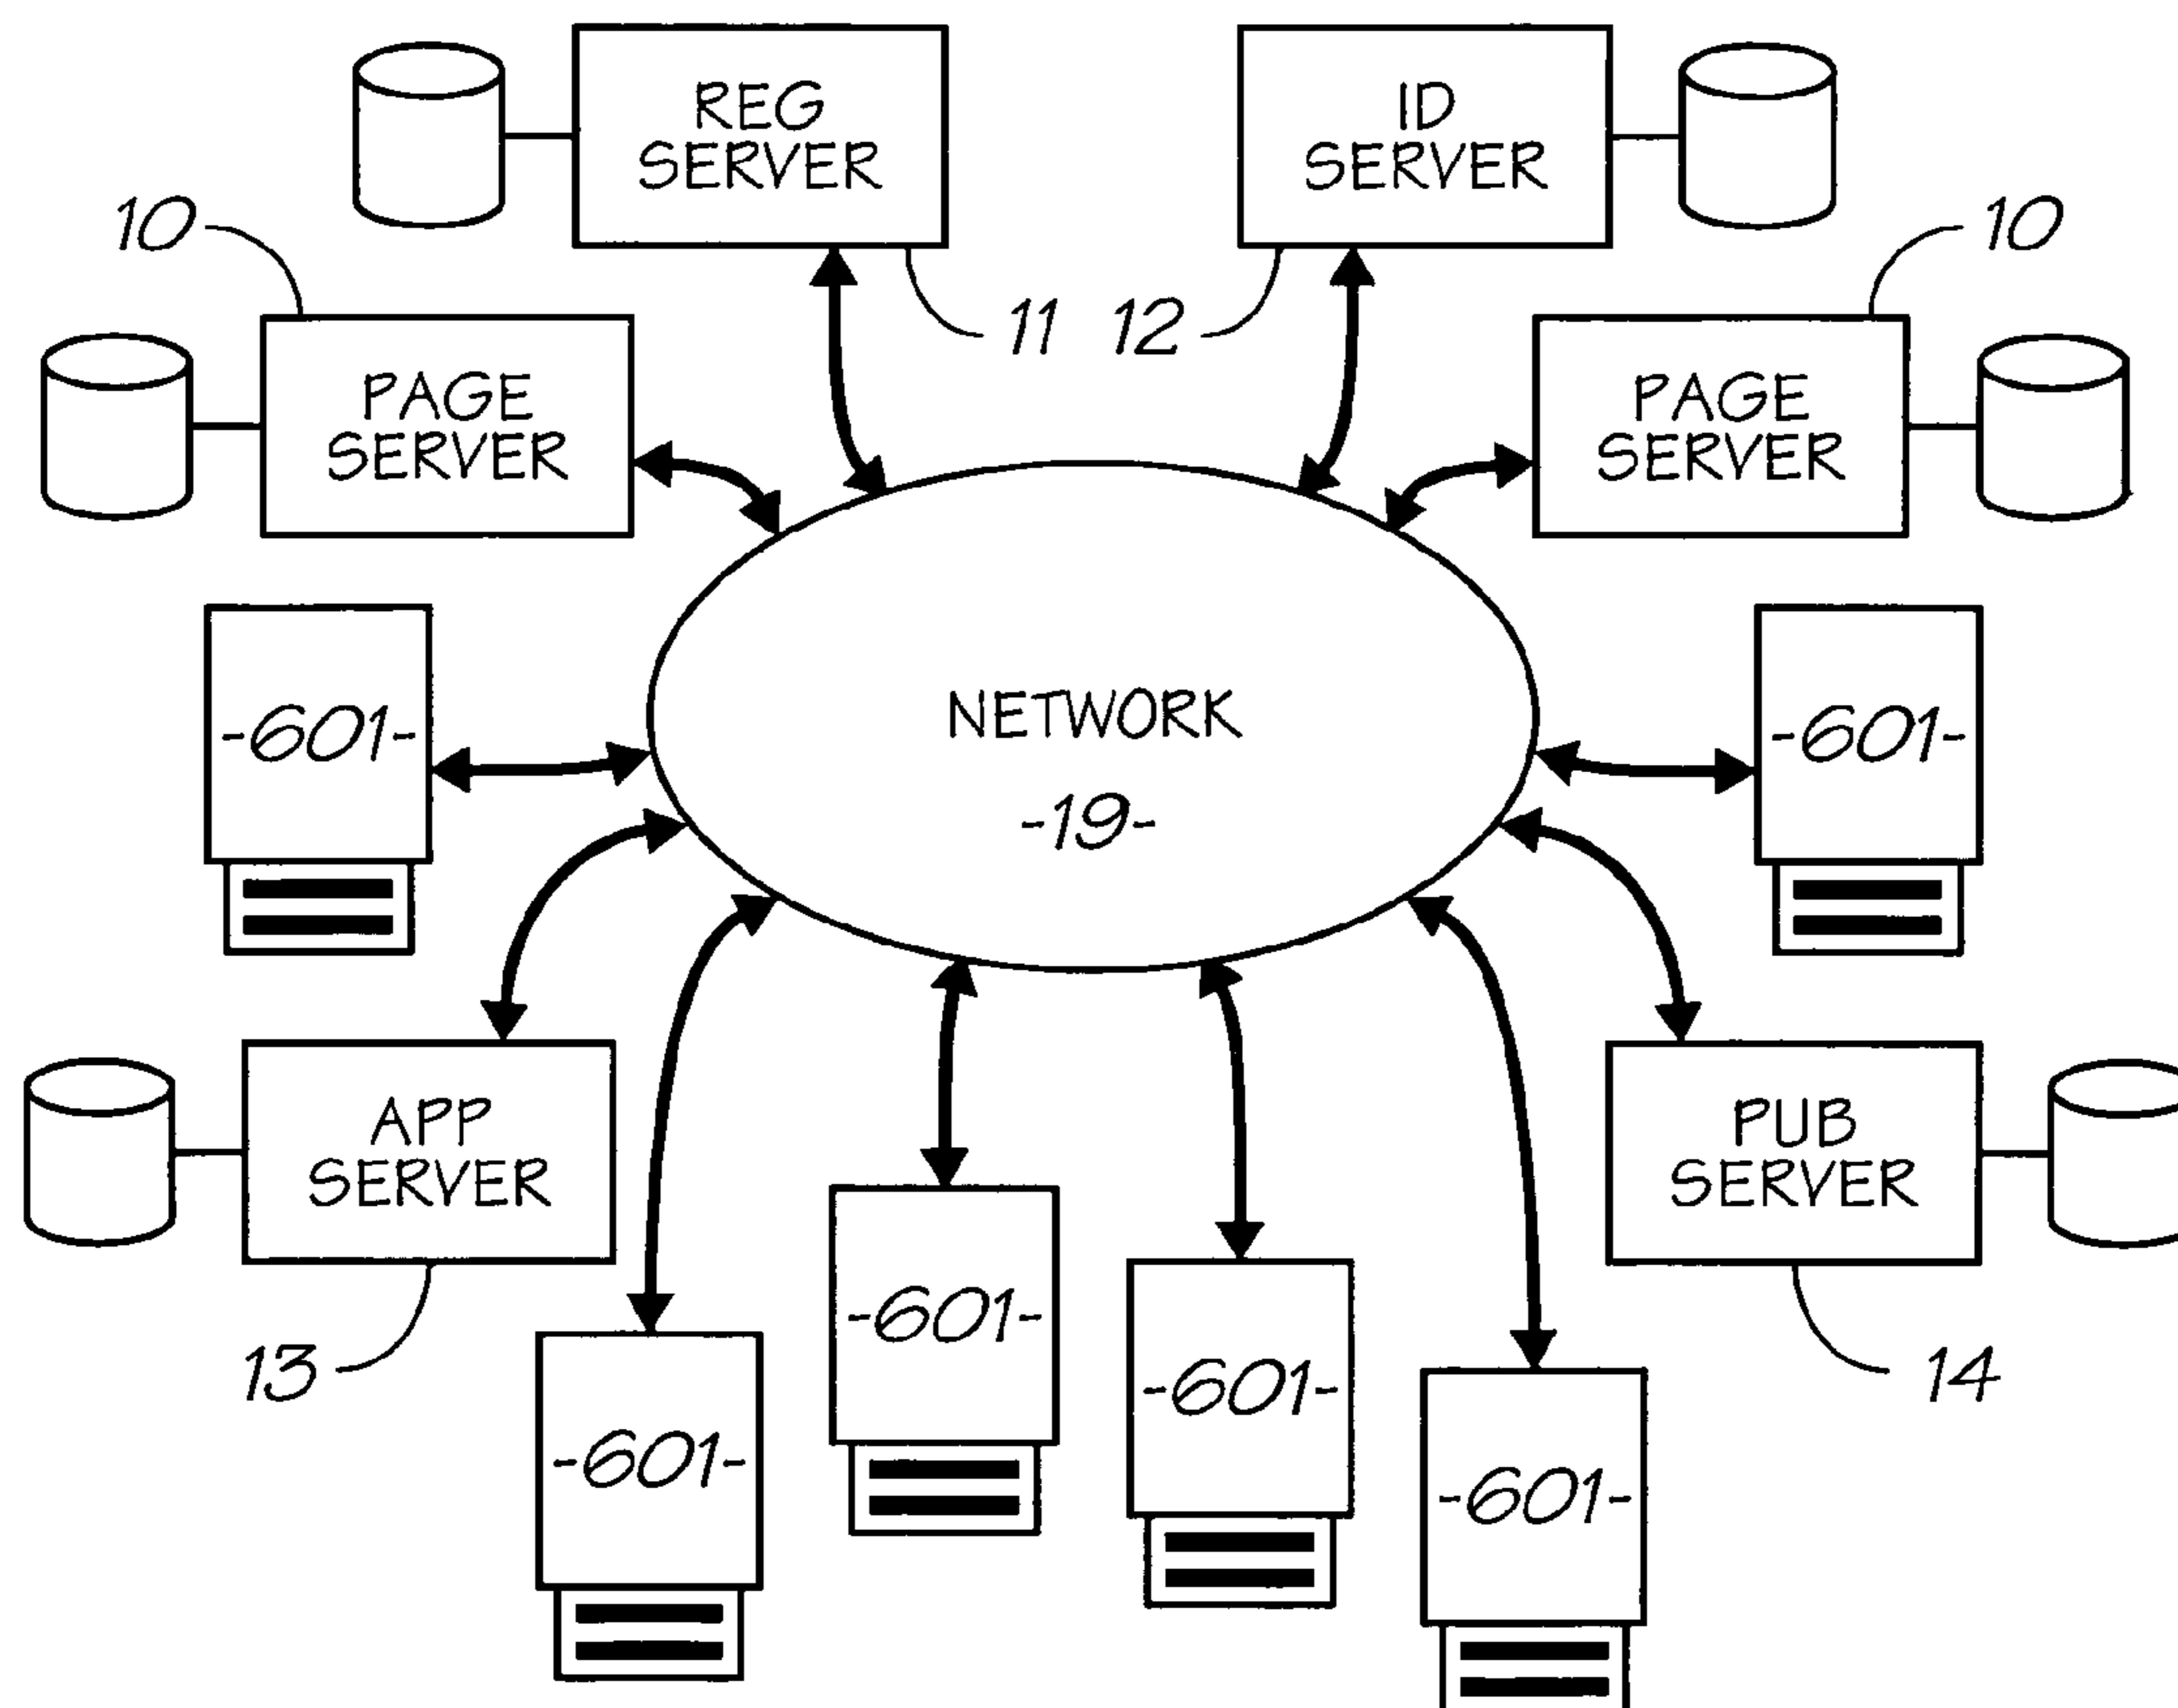 REG
SERVER
ID
SERVER
10
10
11
12
PAGE
SERVER
PAGE
SERVER
-601-
NETWORK
-19-
-601-
APP
SERVER
PUB
SERVER
13
14
-601-
-601-
-601-
-601-